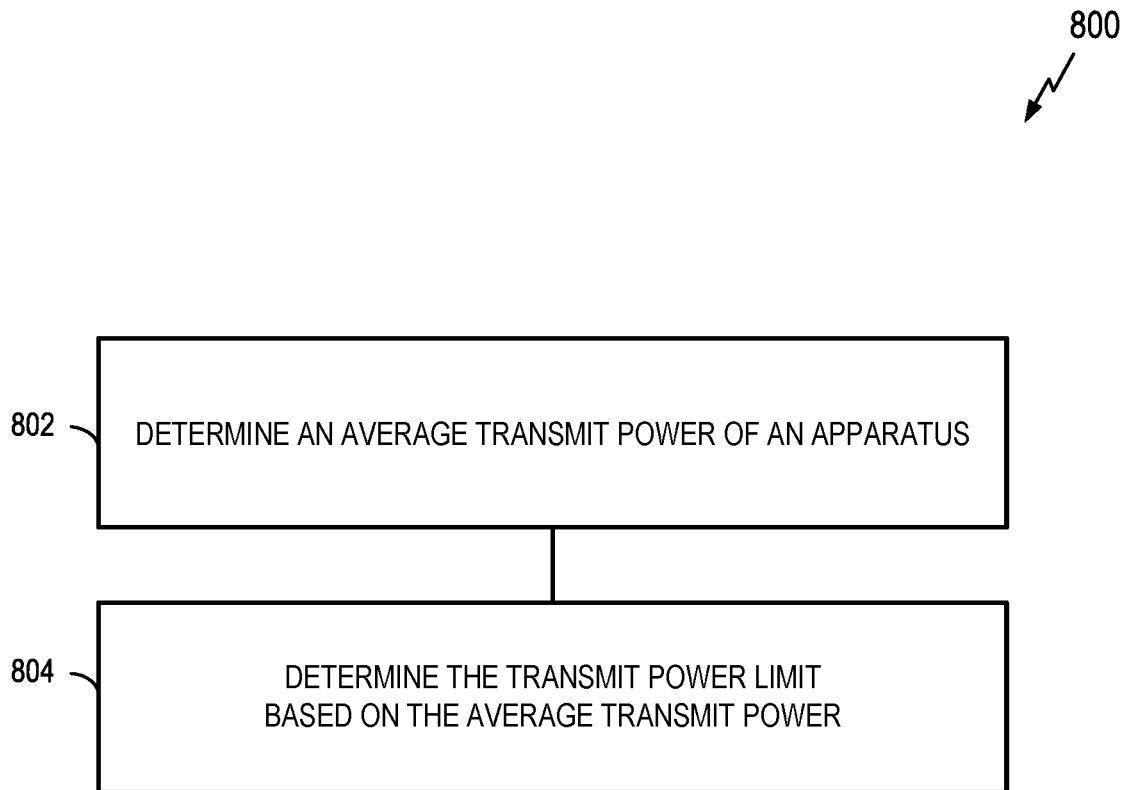 800
802
DETERMINE AN AVERAGE TRANSMIT POWER OF AN APPARATUS
804
DETERMINE THE TRANSMIT POWER LIMIT
BASED ON THE AVERAGE TRANSMIT POWER